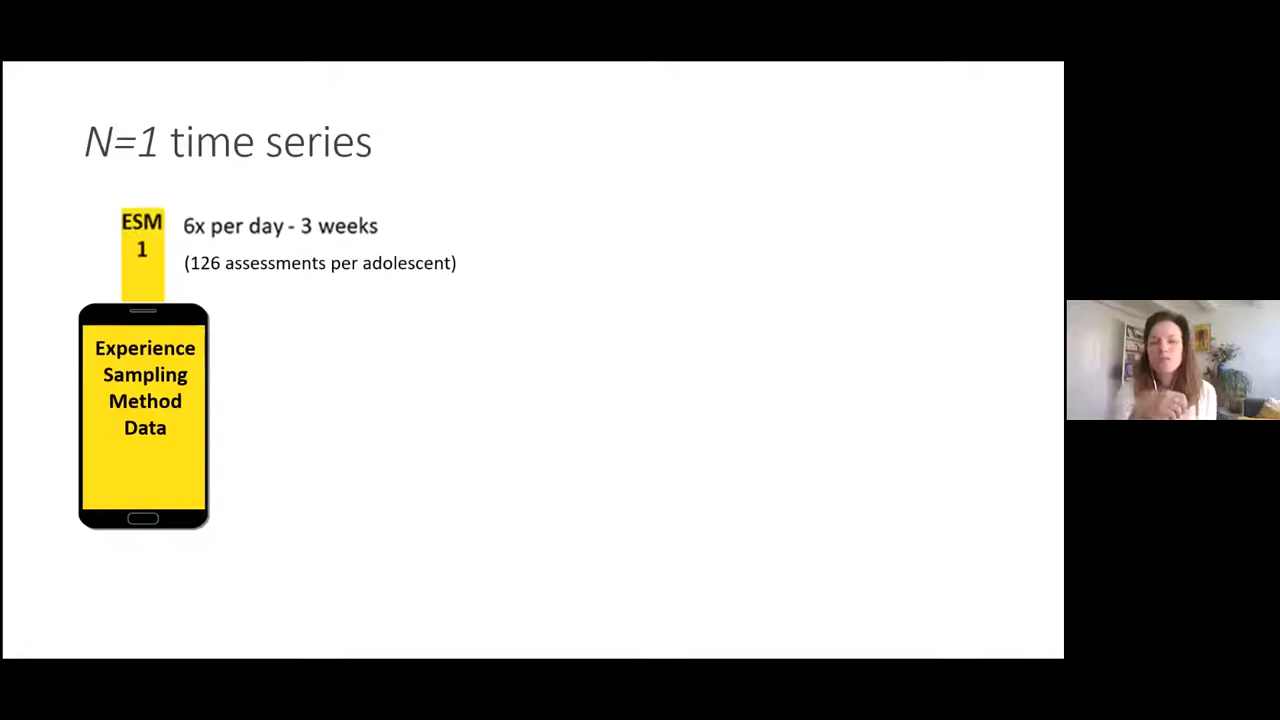 N=1 time series
ESM
1
6x per day - 3 weeks
(126 assessments per adolescent)
Experience
Sampling
Method
Data